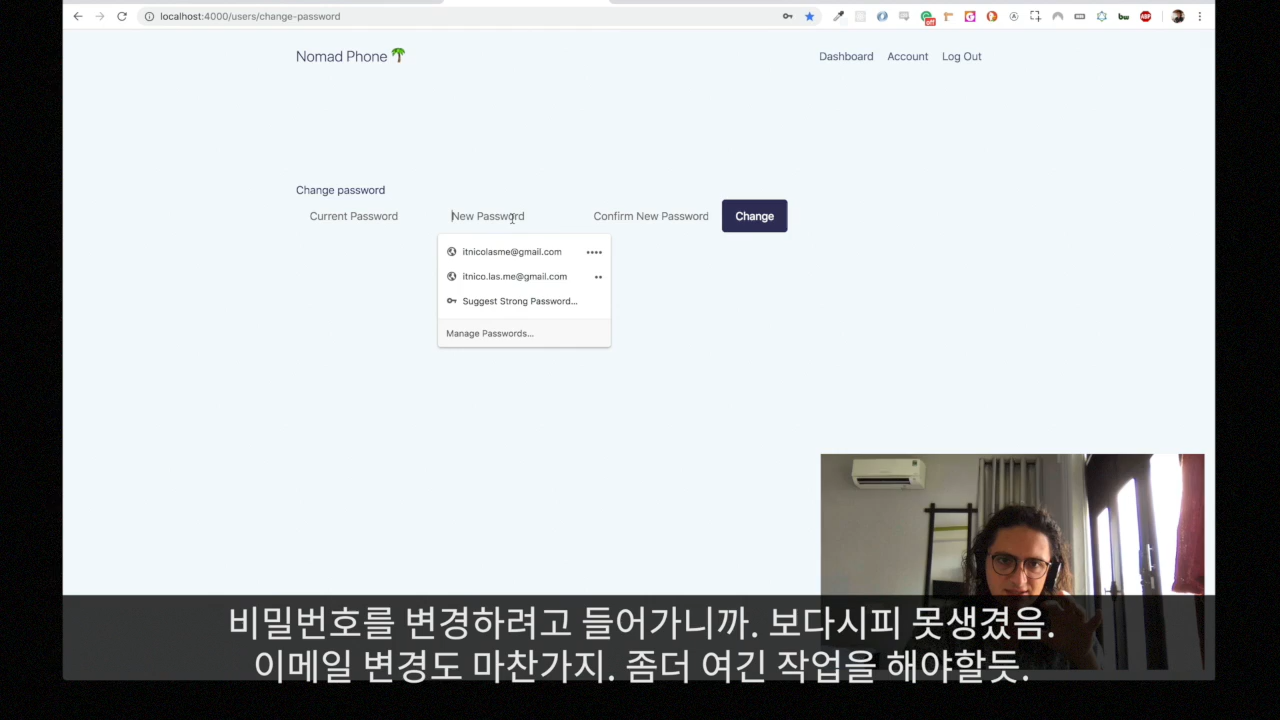 localhost:4000/users/change-password
off
bw
ABP
Nomad Phone
Dashboard Account Log Out
Change password
Current Password New Password Confirm New Password Change
itnicolasme@gmail.com ••••
itnico.las.me@gmail.com ••
Suggest Strong Password...
Manage Passwords...
비밀번호를 변경하려고 들어가니까. 보다시피 못생겼음.
이메일 변경도 마찬가지. 좀더 여긴 작업을 해야할듯.